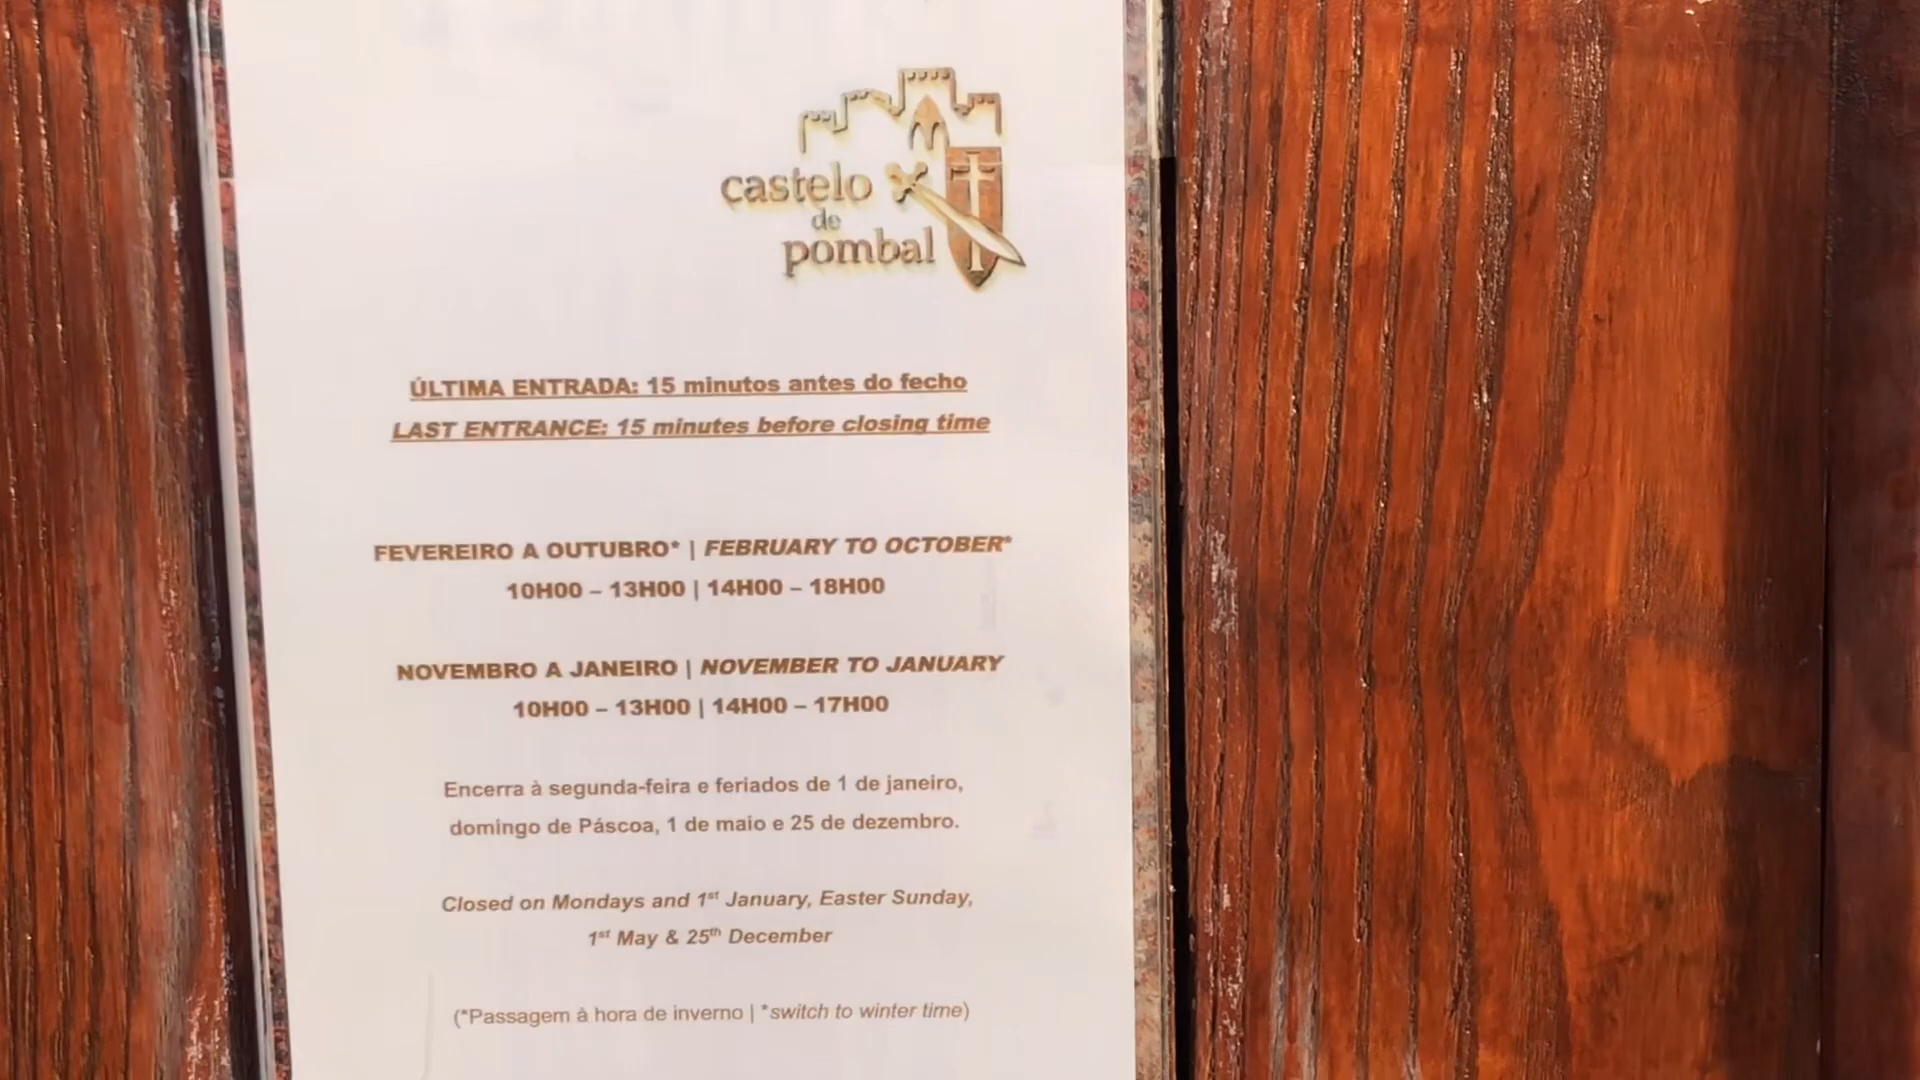 castelo
de
pombal
ÚLTIMA ENTRADA: 15 minutos antes do fecho
LAST ENTRANCE: 15 minutes before closing time
FEVEREIRO A OUTUBRO* | FEBRUARY TO OCTOBER*
10H00 – 13H00 | 14H00 – 18H00
NOVEMBRO A JANEIRO | NOVEMBER TO JANUARY
10H00 – 13H00 | 14H00 – 17H00
Encerra à segunda-feira e feriados de 1 de janeiro,
domingo de Páscoa, 1 de maio e 25 de dezembro.
Closed on Mondays and 1st January, Easter Sunday,
1st May & 25th December
(*Passagem à hora de inverno | *switch to winter time)